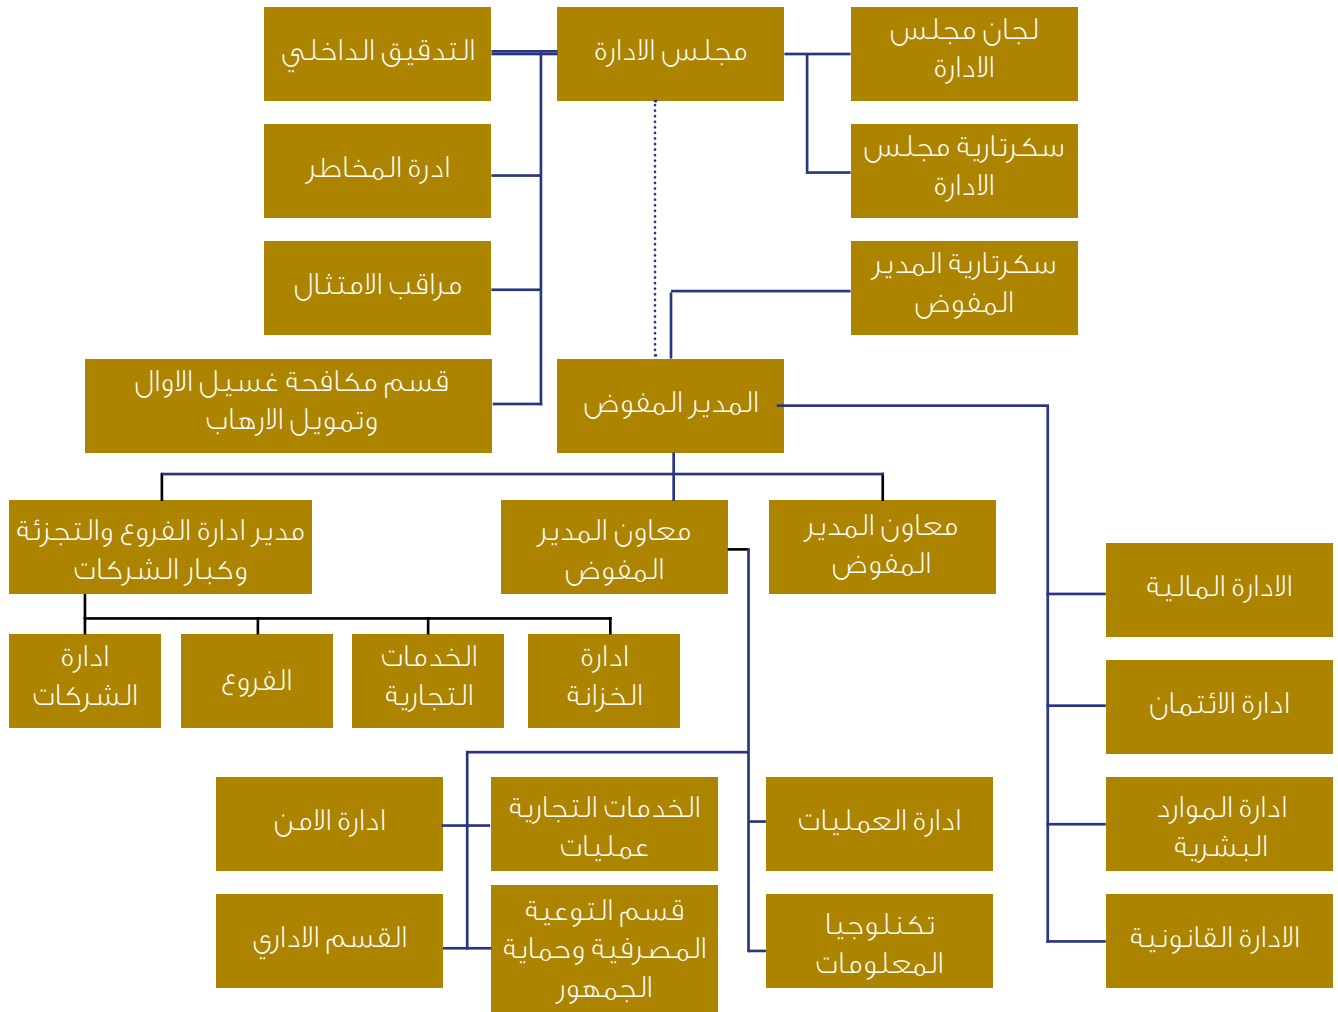 لجان مجلس
الادارة
مجلس الادارة
التدقيق الداخلي
سكرتارية مجلس
الادارة
ادرة المخاطر
سكرتارية المدير
المفوض
مراقب الامتثال
المدير المفوض
قسم مكافحة غسيل الاوال
وتمويل الارهاب
معاون المدير
المفوض
معاون المدير
المفوض
مدير ادارة الفروع والتجزئة
وكبار الشركات
الادارة المالية
ادارة
الخزانة
الخدمات
التجارية
الفروع
ادارة
الشركات
ادارة الائتمان
ادارة الموارد
البشرية
ادارة العمليات
الخدمات التجارية
عمليات
ادارة الامن
الادارة القانونية
تكنلوجيا
المعلومات
قسم التوعية
المصرفية وحماية
الجمهور
القسم الاداري